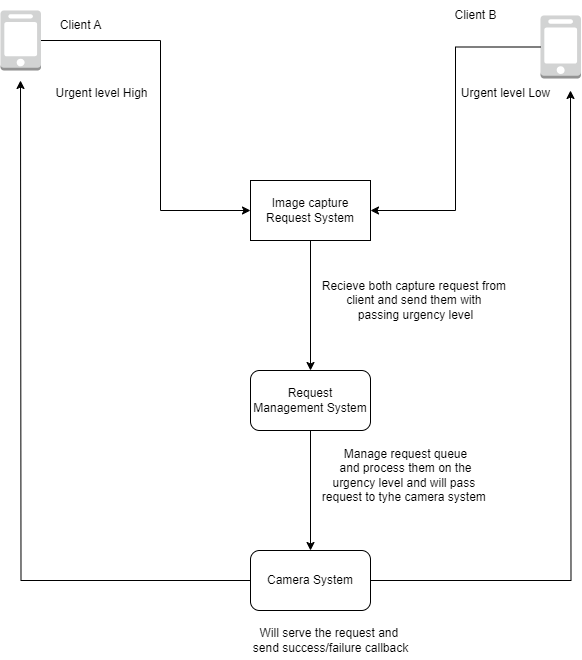 Client A
Client B
Urgent level High
Urgent level Low
Image capture
Request System
Recieve both capture request from
client and send them with
passing urgency level
Request
Management System
Manage request queue
and process them on the
urgency level and will pass
request to tyhe camera system
Camera System
Will serve the request and
send success/failure callback